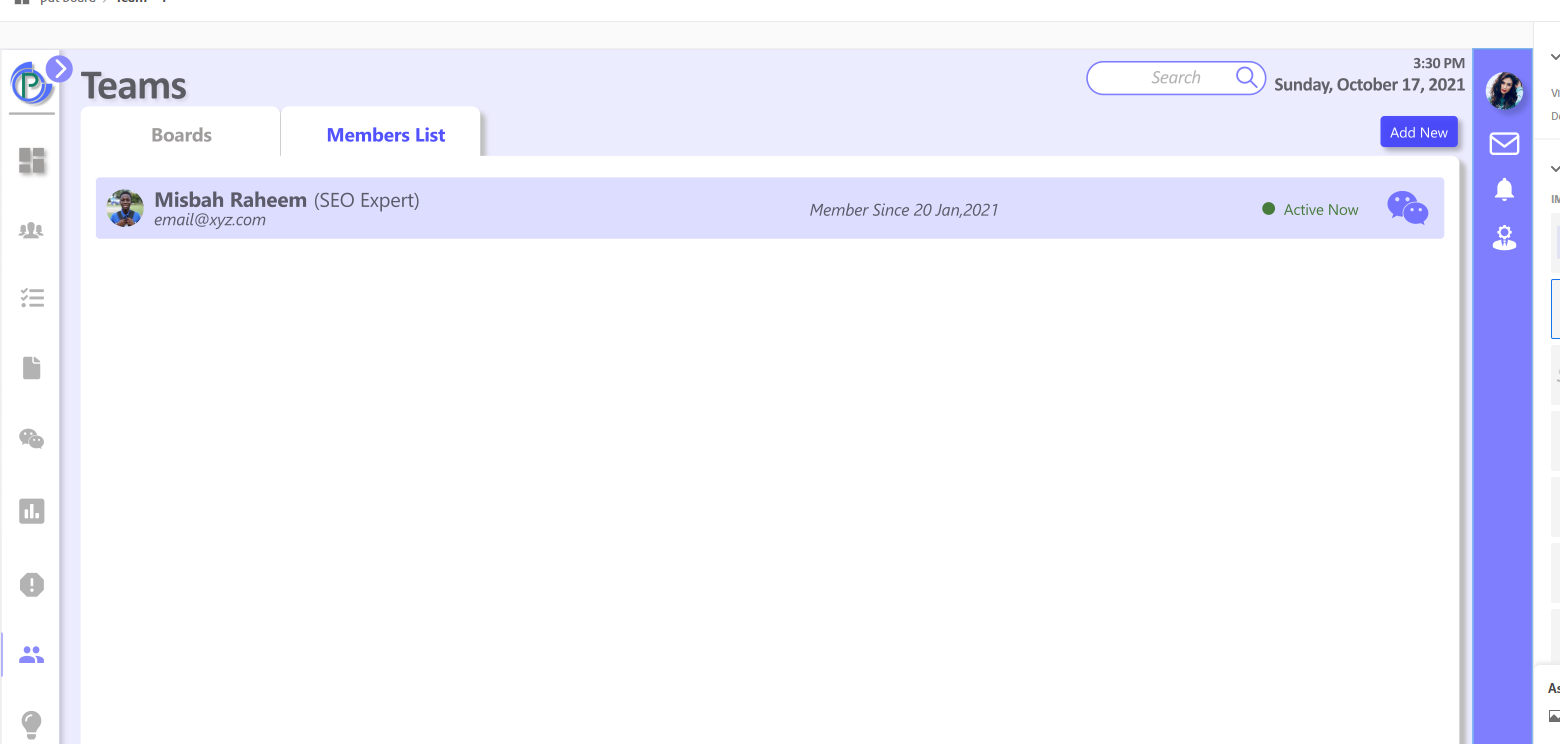 Team
Teams
Search
3:30 PM
Sunday, October 17, 2021
Boards
Members List
Add New
Misbah Raheem (SEO Expert)
email@xyz.com
Member Since 20 Jan,2021
Active Now